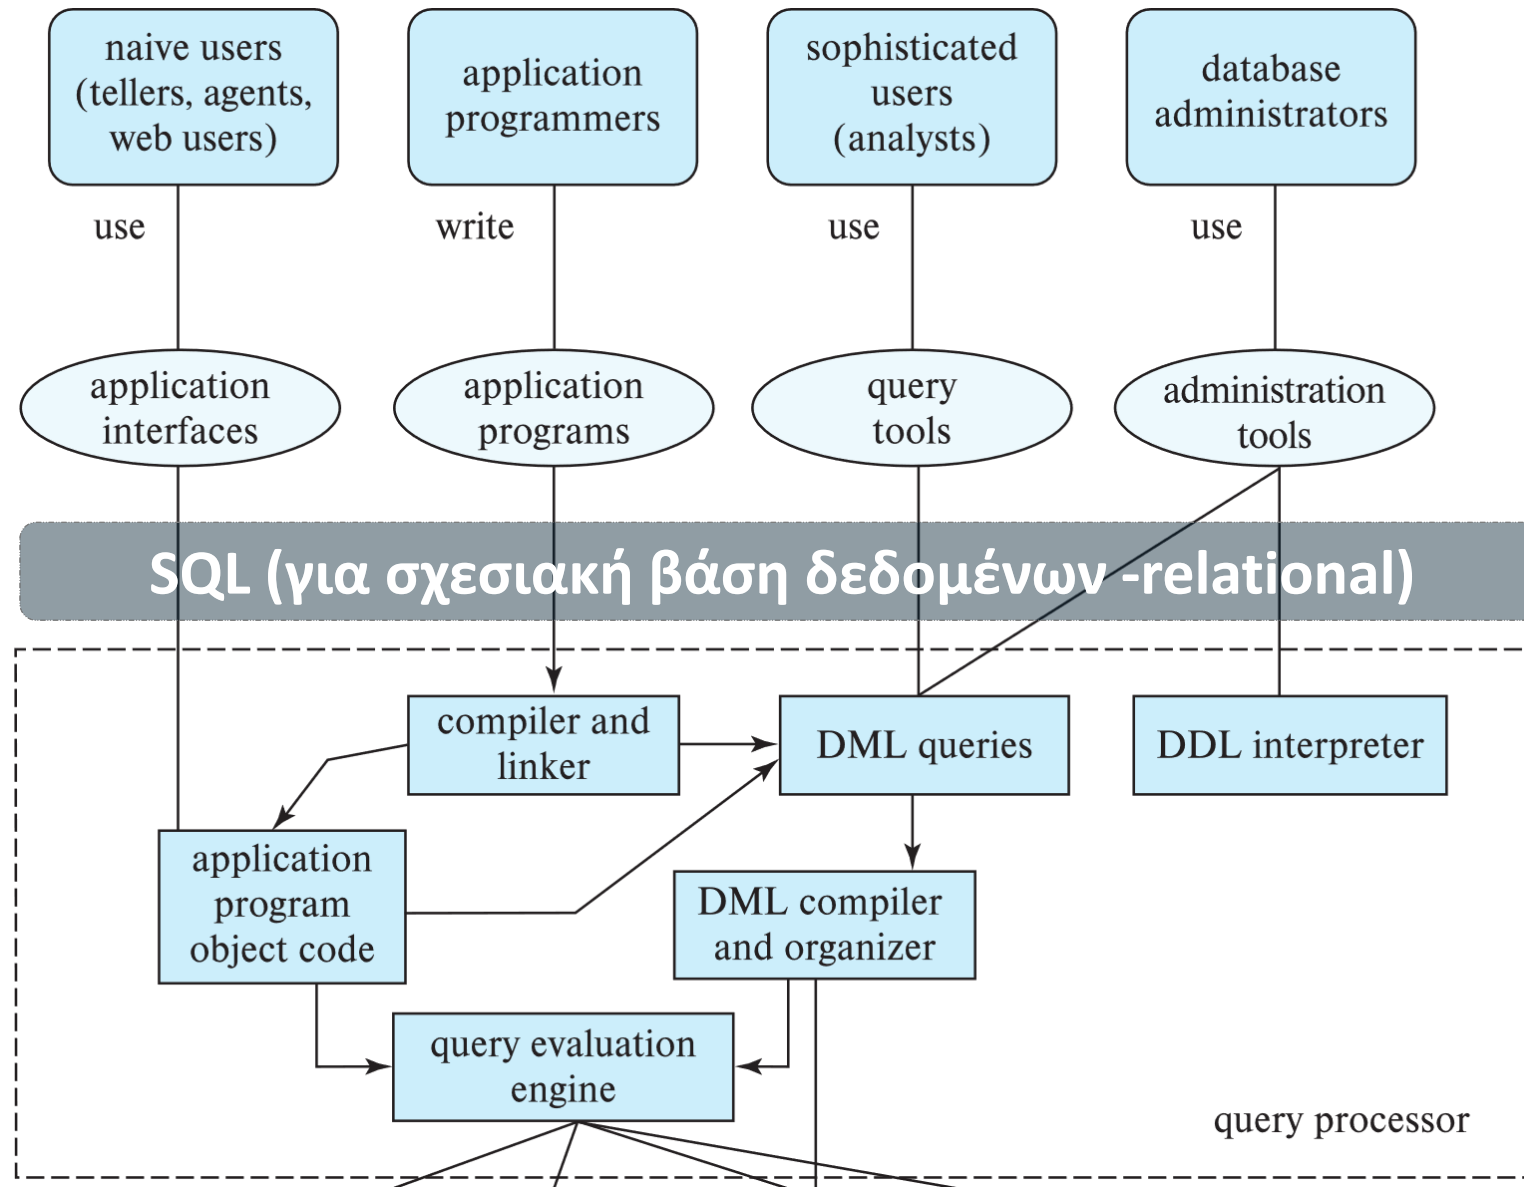 naive users
(tellers, agents,
web users)
application
programmers
sophisticated
users
(analysts)
database
administrators
use
write
use
use
application
interfaces
application
programs
query
tools
administration
tools
SQL (για σχεσιακή βάση δεδομένων -relational)
compiler and
linker
DML queries
DDL interpreter
application
program
object code
DML compiler
and organizer
query evaluation
engine
query processor